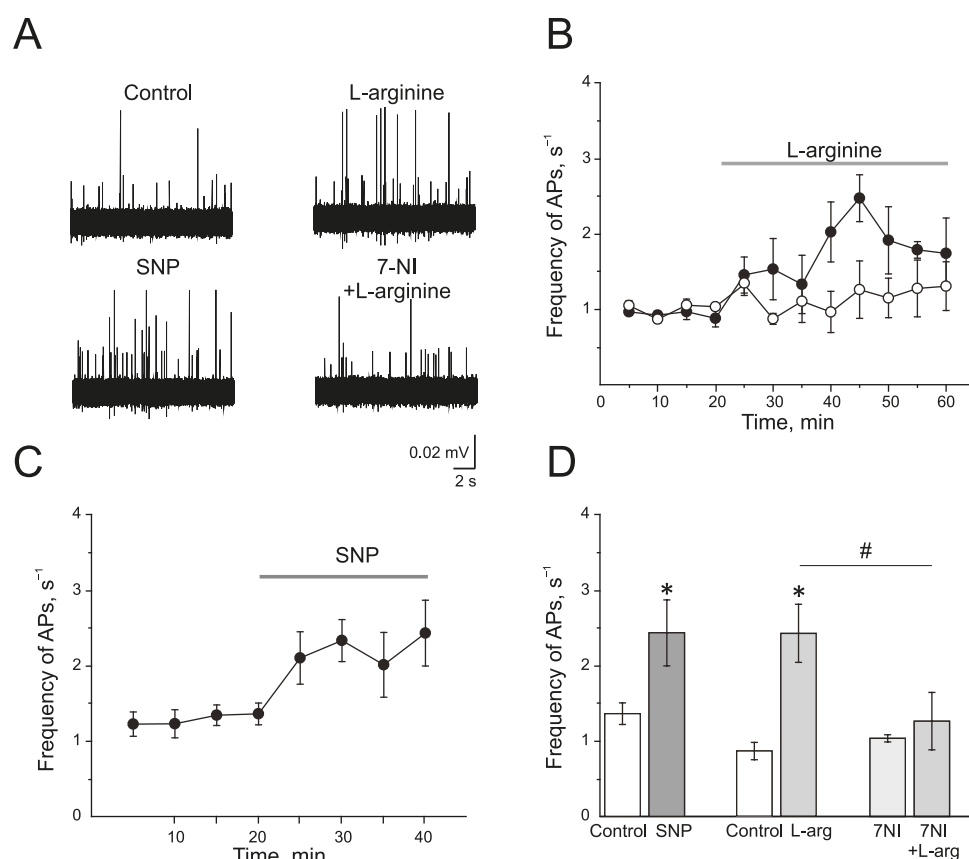 A
Control
L-arginine
SNP
7-NI
+L-arginine
0.02 mV
2 s
B
Frequency of APs, s⁻¹
4
3
2
1
0
L-arginine
0 10 20 30 40 50 60
Time, min
C
Frequency of APs, s⁻¹
4
3
2
1
0
SNP
10 20 30 40
Time, min
D
Frequency of APs, s⁻¹
4
3
2
1
0
#
* *
Control SNP Control L-arg 7NI 7NI
+L-arg